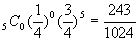 ₅C₀(1/4)⁰(3/4)⁵ = 243/1024